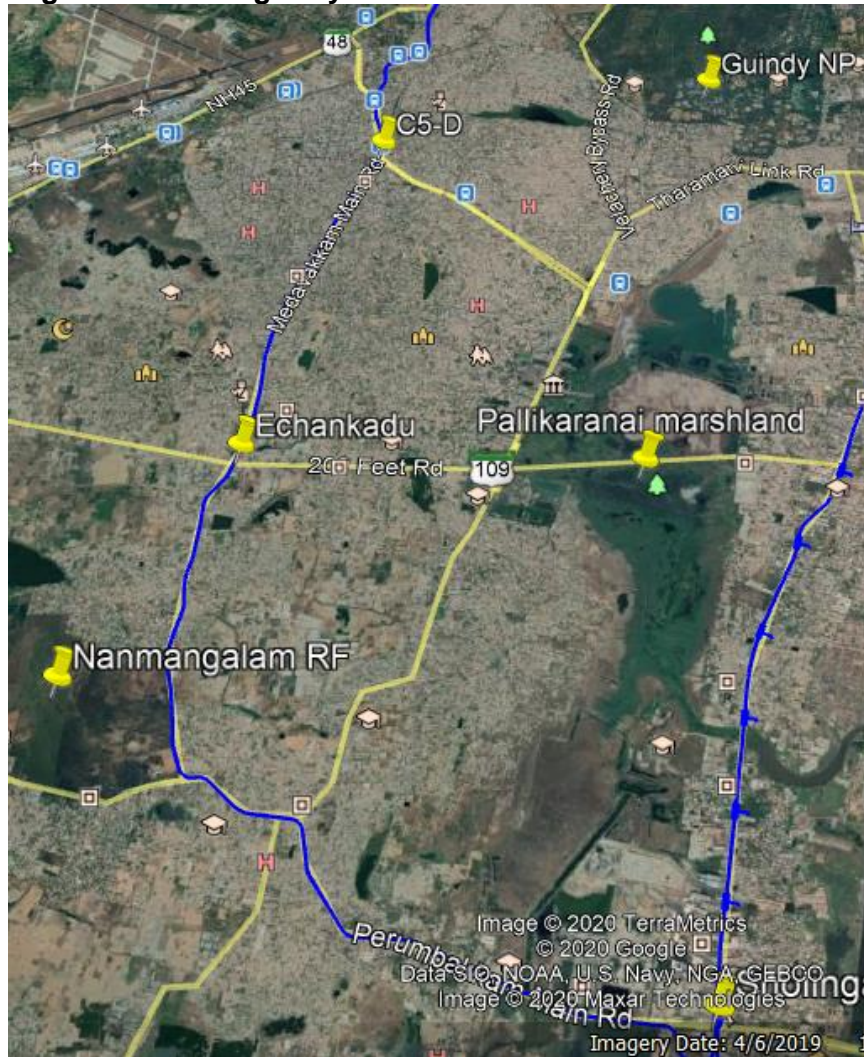 48
Guindy NP
NH45
C5-D
Medavakkam Main Rd
Velachery Bypass Rd
Tharamani Link Rd
Echankadu
Pallikaranai marshland
200 Feet Rd
109
Nanmangalam RF
Image © 2020 TerraMetrics
© 2020 Google
Data SIO, NOAA, U.S. Navy, NGA, GEBCO
Image © 2020 Maxar Technologies
Perumbakkam Main Rd
Sholinga
Imagery Date: 4/6/2019